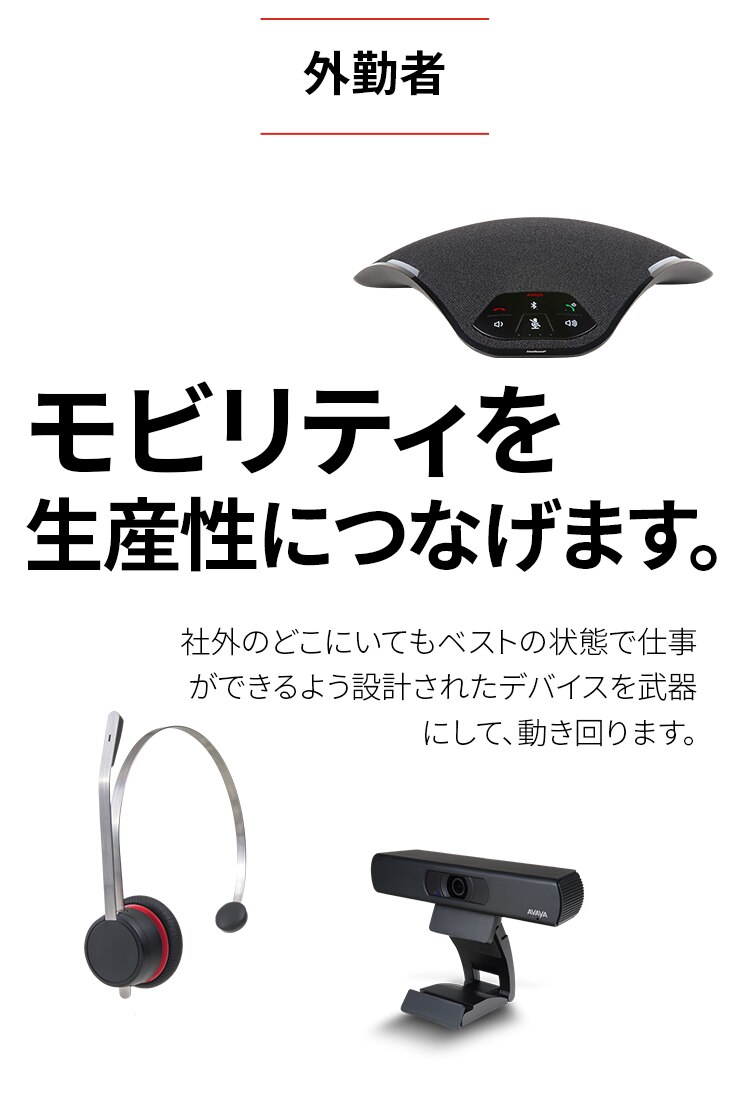 外勤者
AVAYA
モビリティを
生産性につなげます。
社外のどこにいてもベストの状態で仕事
ができるよう設計されたデバイスを武器
にして、動き回ります。
AVAYA